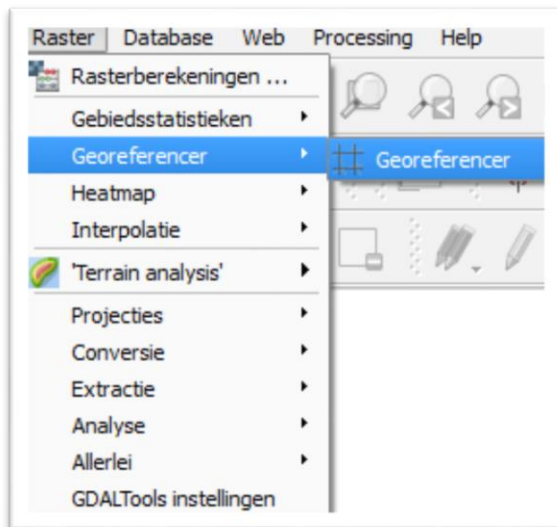 Raster Database Web Processing Help
Rasterberekeningen ...
Gebiedsstatistieken
Georeferencer
Georeferencer
Heatmap
Interpolatie
'Terrain analysis'
Projecties
Conversie
Extractie
Analyse
Allerlei
GDALTools instellingen